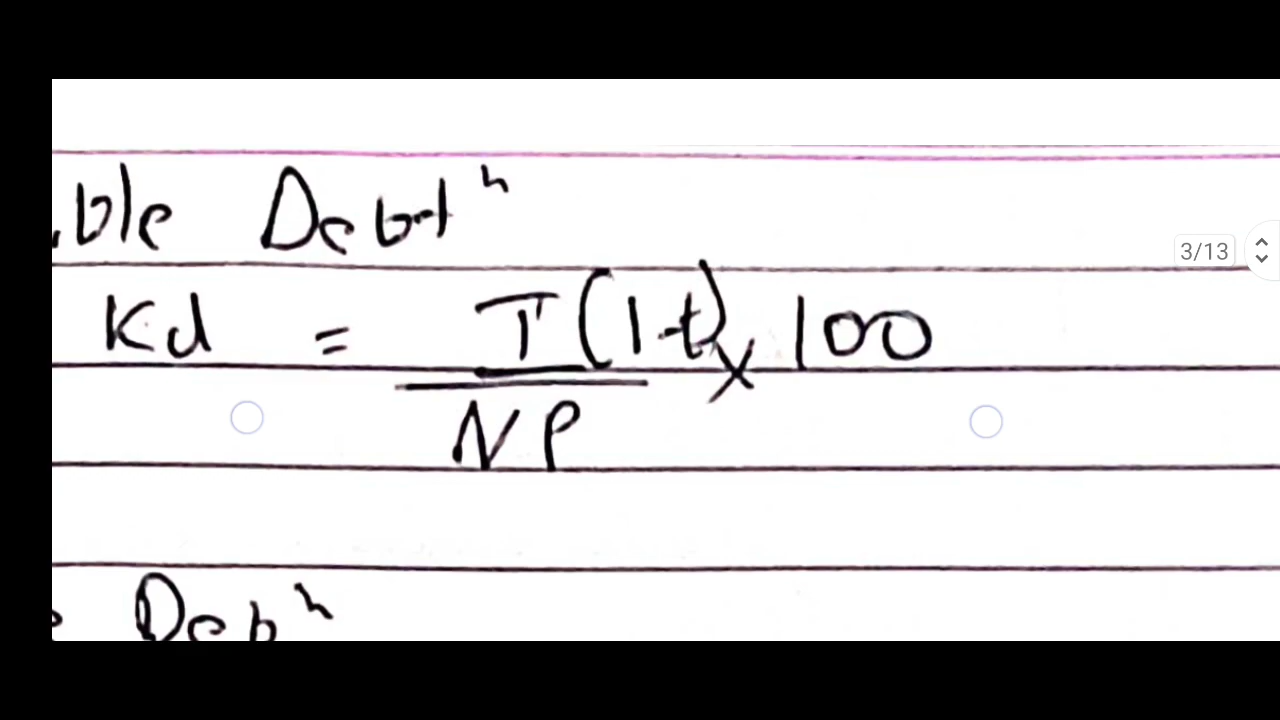 ble Debt^n
Kd = I(1-t) x 100
NP
3/13
Deb^n